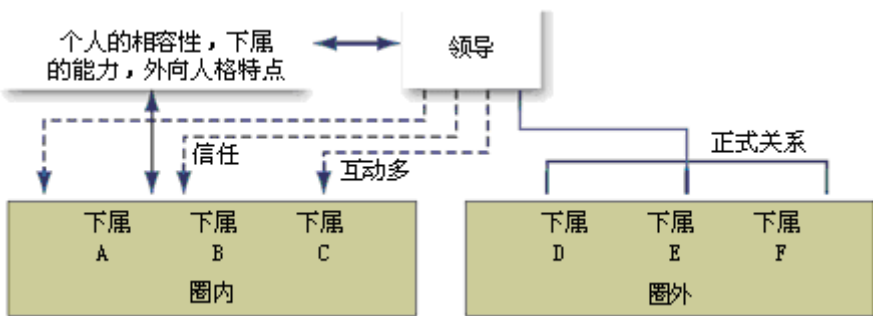 个人的相容性，下属
的能力，外向人格特点
领导
信任
互动多
正式关系
下属 下属 下属
A B C
圈内
下属 下属 下属
D E F
圈外